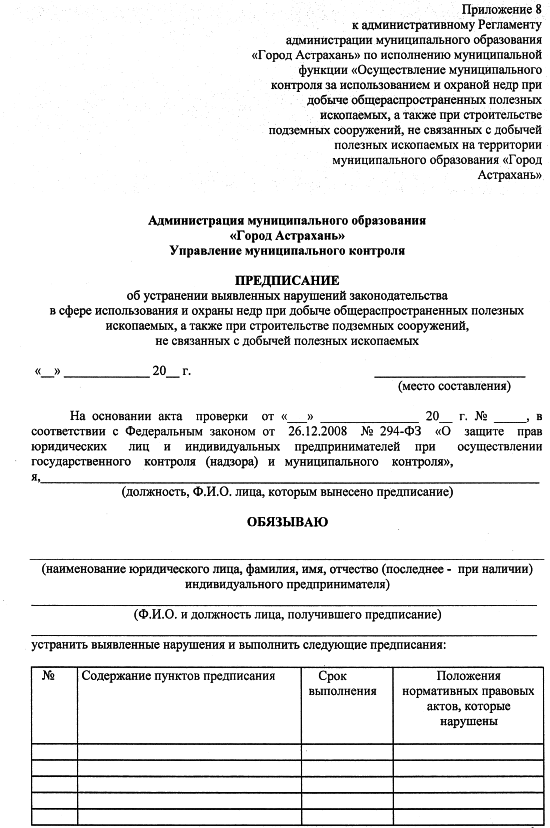 Приложение 8
к административному Регламенту
администрации муниципального образования
«Город Астрахань» по исполнению муниципальной
функции «Осуществление муниципального
контроля за использованием и охраной недр при
добыче общераспространенных полезных
ископаемых, а также при строительстве
подземных сооружений, не связанных с добычей
полезных ископаемых на территории
муниципального образования «Город
Астрахань»
Администрация муниципального образования
«Город Астрахань»
Управление муниципального контроля
ПРЕДПИСАНИЕ
об устранении выявленных нарушений законодательства
в сфере использования и охраны недр при добыче общераспространенных полезных
ископаемых, а также при строительстве подземных сооружений,
не связанных с добычей полезных ископаемых
«__» _____________ 20__ г. ______________________
(место составления)
На основании акта проверки от «___» ________________ 20__ г. № _____, в
соответствии с Федеральным законом от 26.12.2008 № 294-ФЗ «О защите прав
юридических лиц и индивидуальных предпринимателей при осуществлении
государственного контроля (надзора) и муниципального контроля»,
я,__________________________________________________________________________
(должность, Ф.И.О. лица, которым вынесено предписание)
ОБЯЗЫВАЮ
____________________________________________________________________________
(наименование юридического лица, фамилия, имя, отчество (последнее - при наличии)
индивидуального предпринимателя)
____________________________________________________________________________
(Ф.И.О. и должность лица, получившего предписание)
____________________________________________________________________________
устранить выявленные нарушения и выполнить следующие предписания:
№ Содержание пунктов предписания Срок выполнения Положения нормативных правовых актов, которые нарушены